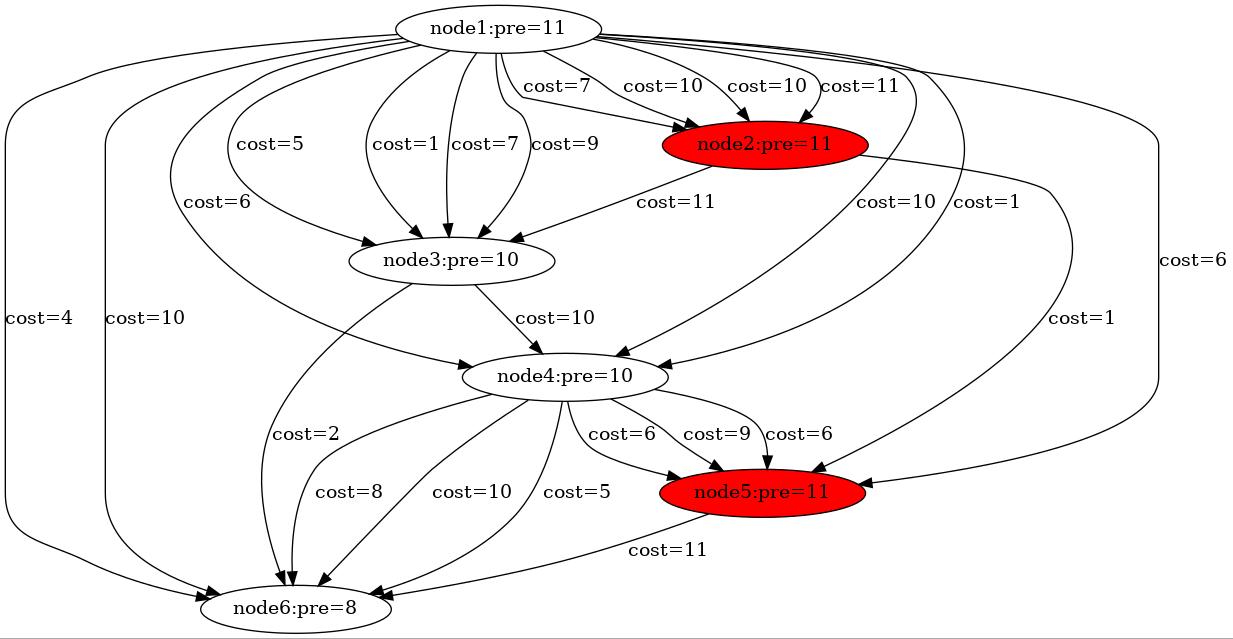 node1:pre=11
cost=7
cost=10
cost=10
cost=11
node2:pre=11
cost=5
cost=1
cost=7
cost=9
cost=6
cost=11
cost=10
cost=1
node3:pre=10
cost=6
cost=4
cost=10
cost=10
cost=1
node4:pre=10
cost=2
cost=6
cost=9
cost=6
cost=8
cost=10
cost=5
node5:pre=11
cost=11
node6:pre=8